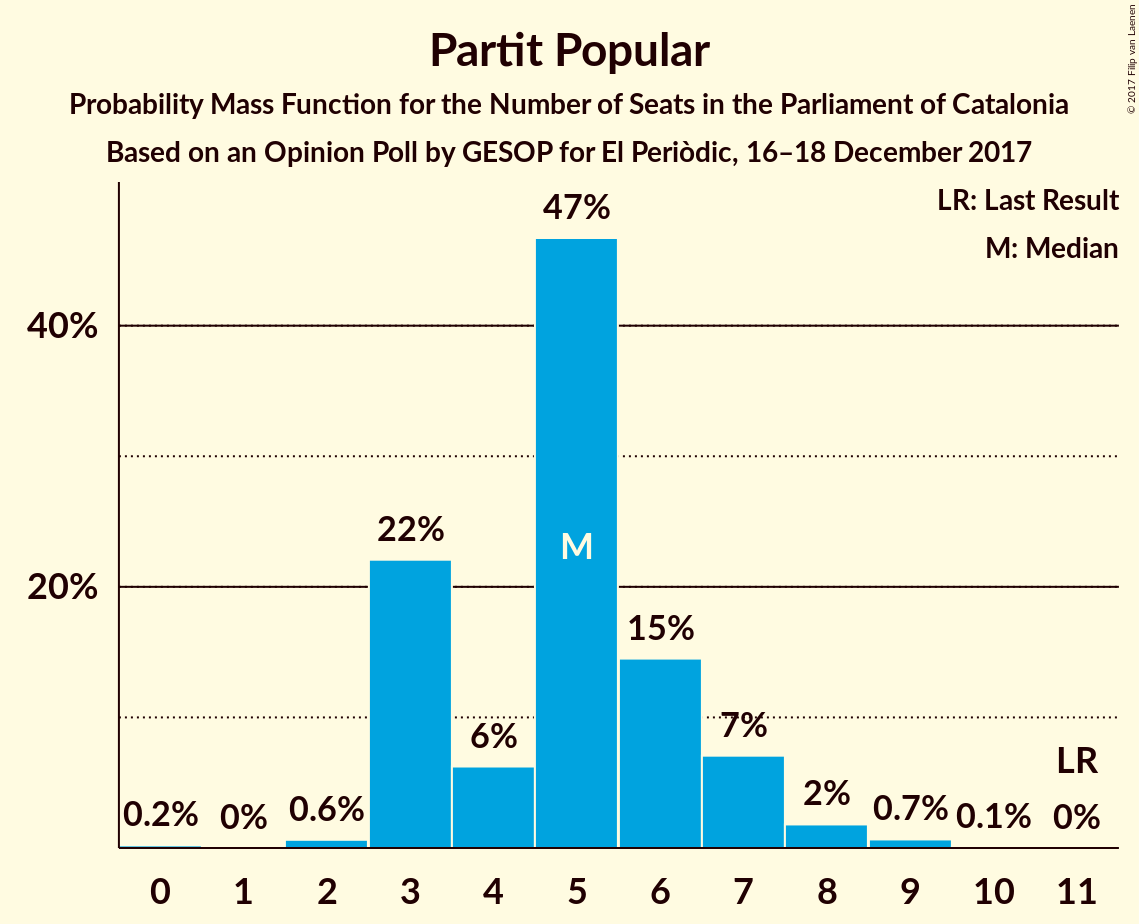 Partit Popular
Probability Mass Function for the Number of Seats in the Parliament of Catalonia
Based on an Opinion Poll by GESOP for El Periòdic, 16–18 December 2017
© 2017 Filip van Laenen
LR: Last Result
M: Median
47%
40%
22%
M
20%
15%
6%
7%
LR
0.2%
0%
0.6%
2%
0.7%
0.1%
0%
0 1 2 3 4 5 6 7 8 9 10 11